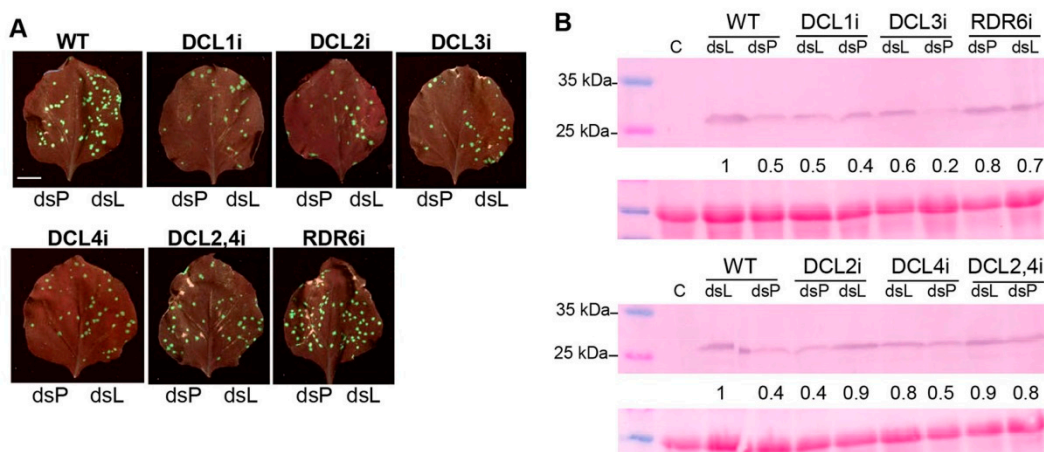 A
WT DCL1i DCL2i DCL3i
dsP dsL dsP dsL dsP dsL dsP dsL
DCL4i DCL2,4i RDR6i
dsP dsL dsP dsL dsP dsL
B
WT DCL1i DCL3i RDR6i
C dsL dsP dsL dsP dsL dsP dsP dsL
35 kDa
25 kDa
1 0.5 0.5 0.4 0.6 0.2 0.8 0.7
WT DCL2i DCL4i DCL2,4i
C dsL dsP dsP dsL dsL dsP dsL dsP
35 kDa
25 kDa
1 0.4 0.4 0.9 0.8 0.5 0.9 0.8